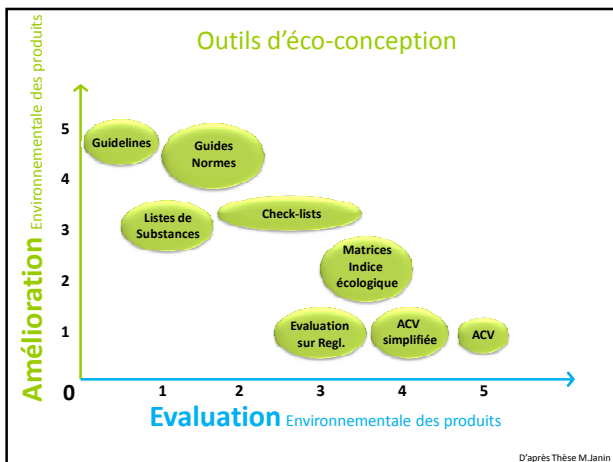 Outils d'éco-conception
Amélioration Environnementale des produits
5
4
3
2
1
0
Guidelines
Guides
Normes
Listes de
Substances
Check-lists
Matrices
Indice
écologique
Evaluation
sur Regl.
ACV
simplifiée
ACV
1 2 3 4 5
Evaluation Environnementale des produits
D'après Thèse M.Janin